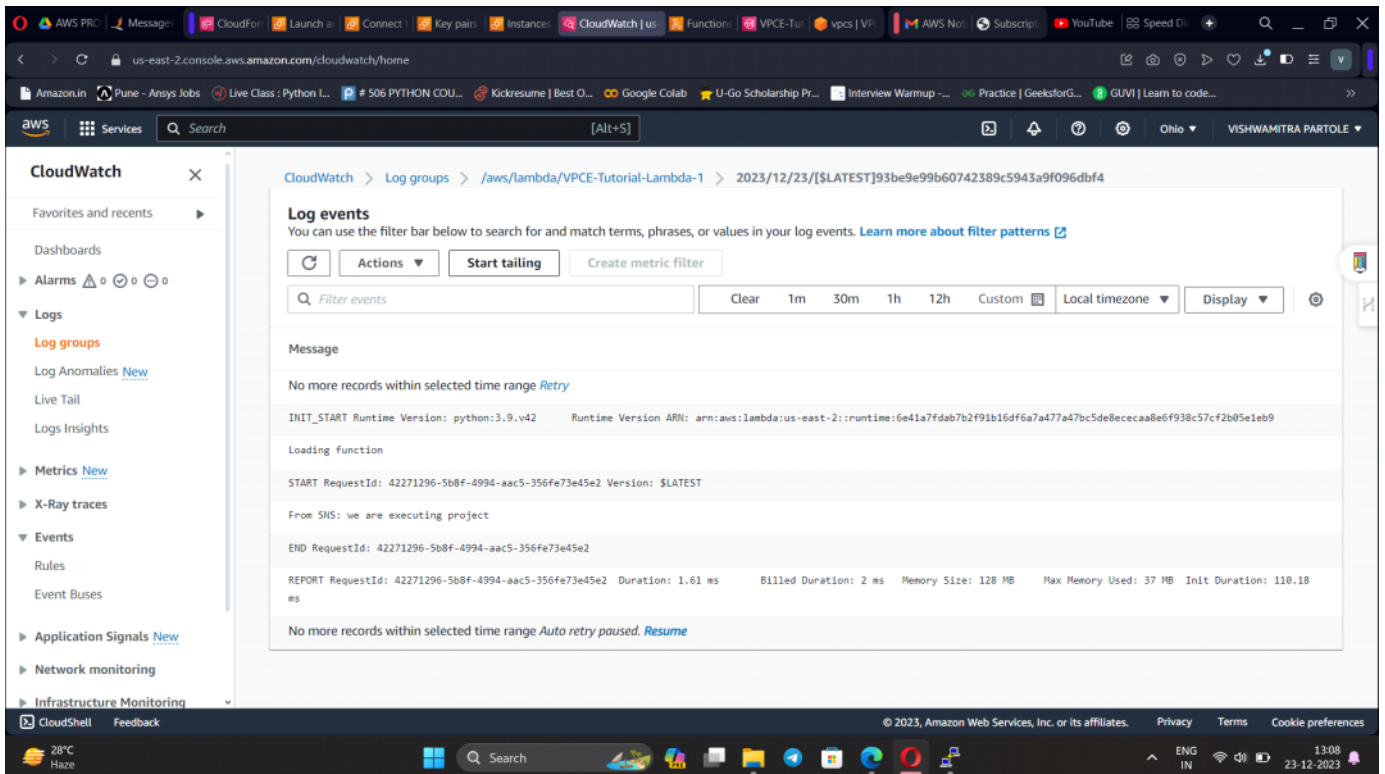 AWS PRO Messages CloudForm Launch a Connect Key pairs Instances CloudWatch | us- Functions VPCE-Tut vpcs | VP AWS Not Subscript YouTube Speed Di
us-east-2.console.aws.amazon.com/cloudwatch/home V
Amazon.in Pune - Ansys Jobs Live Class : Python I... # 506 PYTHON COU... Kickresume | Best O... Google Colab U-Go Scholarship Pr... Interview Warmup -... Practice | GeeksforG... GUVI | Learn to code...
aws Services Search [Alt+S] Ohio VISHWAMITRA PARTOLE
CloudWatch
Favorites and recents
Dashboards
Alarms 0 0 0
Logs
Log groups
Log Anomalies New
Live Tail
Logs Insights
Metrics New
X-Ray traces
Events
Rules
Event Buses
Application Signals New
Network monitoring
Infrastructure Monitoring
CloudWatch > Log groups > /aws/lambda/VPCE-Tutorial-Lambda-1 > 2023/12/23/[$LATEST]93be9e99b60742389c5943a9f096dbf4
Log events
You can use the filter bar below to search for and match terms, phrases, or values in your log events. Learn more about filter patterns
Actions Start tailing Create metric filter
Filter events Clear 1m 30m 1h 12h Custom Local timezone Display
Message
No more records within selected time range Retry
INIT_START Runtime Version: python:3.9.v42 Runtime Version ARN: arn:aws:lambda:us-east-2::runtime:6e41a7fdab7b2f91b16df6a7a477a47bc5de8ececaa8e6f938c57cf2b05e1eb9
Loading function
START RequestId: 42271296-5b8f-4994-aac5-356fe73e45e2 Version: $LATEST
From SNS: we are executing project
END RequestId: 42271296-5b8f-4994-aac5-356fe73e45e2
REPORT RequestId: 42271296-5b8f-4994-aac5-356fe73e45e2 Duration: 1.61 ms Billed Duration: 2 ms Memory Size: 128 MB Max Memory Used: 37 MB Init Duration: 110.18
ms
No more records within selected time range Auto retry paused. Resume
CloudShell Feedback © 2023, Amazon Web Services, Inc. or its affiliates. Privacy Terms Cookie preferences
28°C
Haze
Search
ENG
IN
13:08
23-12-2023